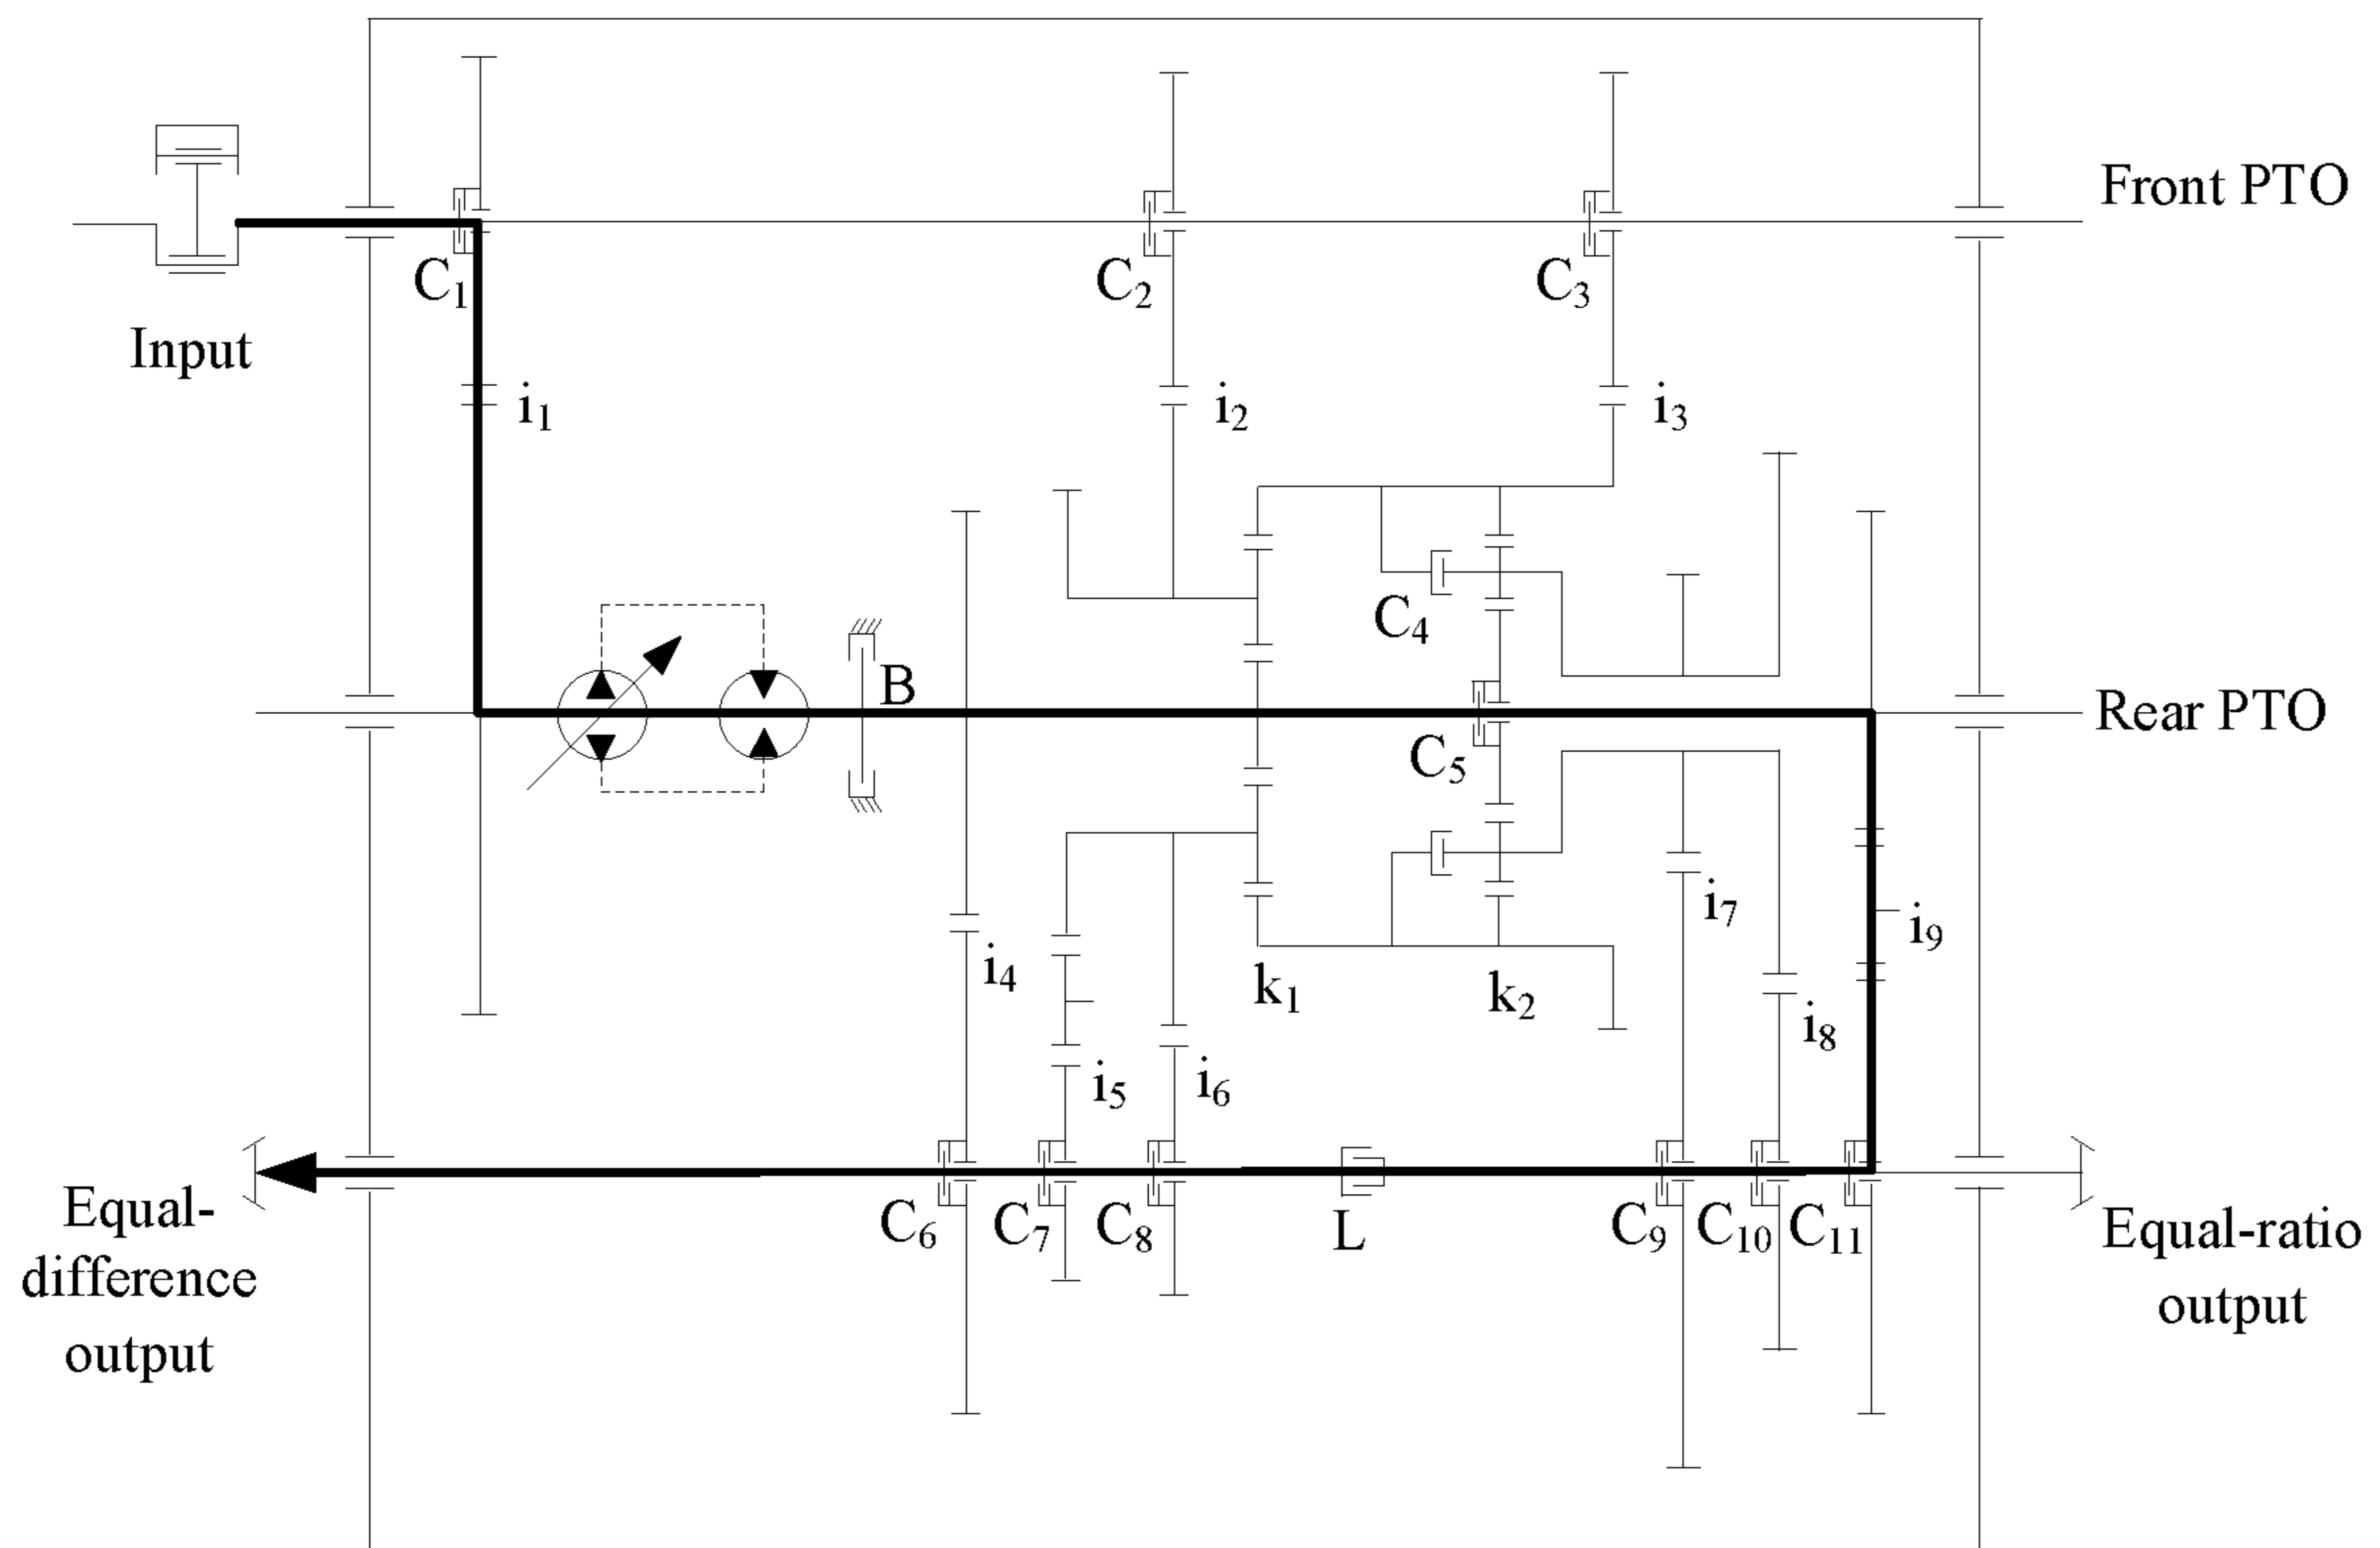 Front PTO
C1
C2
C3
Input
i1
i2
i3
C4
B
Rear PTO
C5
i7
i9
i4
k1
k2
i8
i5
i6
Equal-
difference
output
C6
C7
C8
L
C9
C10
C11
Equal-ratio
output